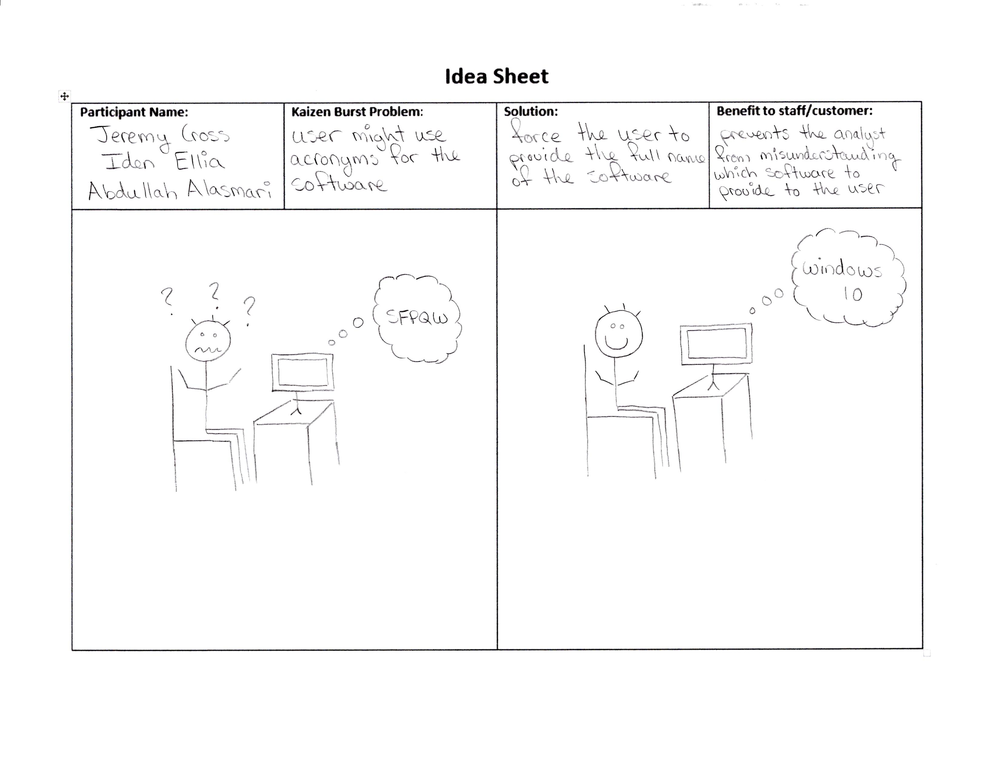 Idea Sheet
Participant Name:
Jeremy Cross
Iden Ellia
Abdullah Alasmari
Kaizen Burst Problem:
user might use
acronyms for the
software
Solution:
force the user to
provide the full name
of the software
Benefit to staff/customer:
prevents the analyst
from misunderstanding
which software to
provide to the user
? ? ?
SFPQW
windows
10